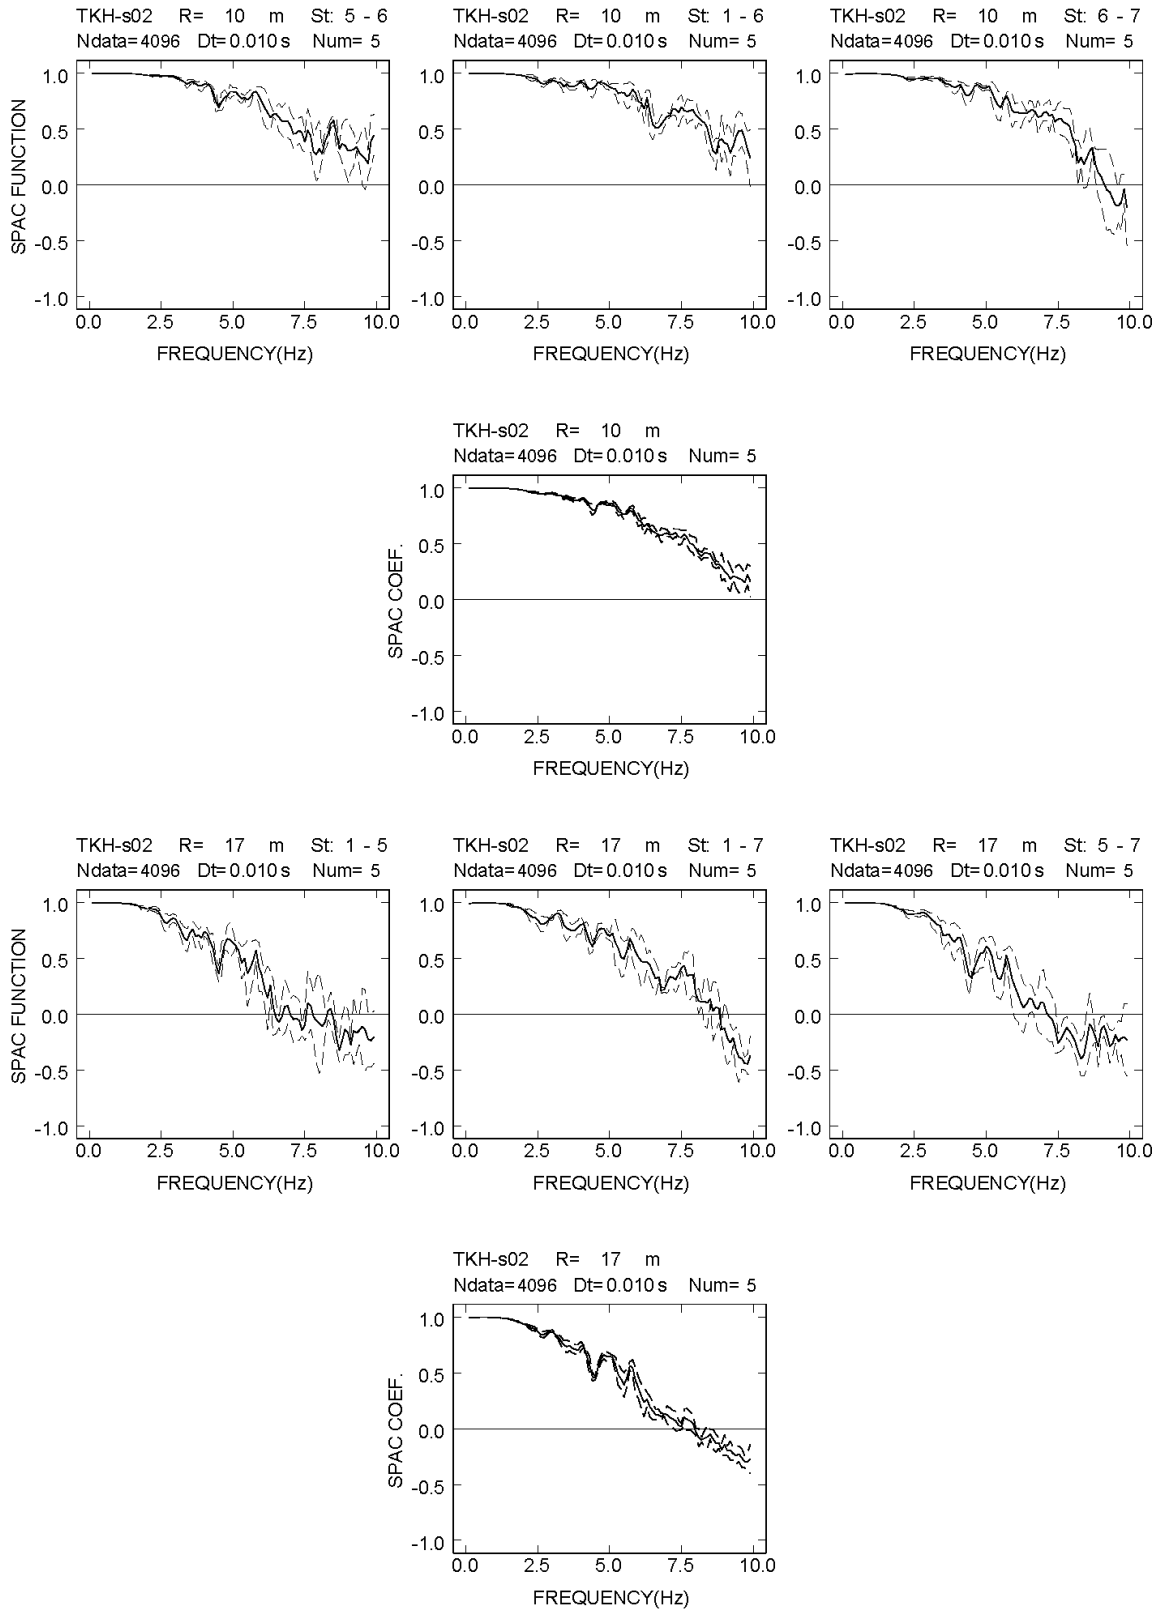 TKH-s02 R= 10 m St: 5 - 6
Ndata=4096 Dt=0.010 s Num= 5
TKH-s02 R= 10 m St: 1 - 6
Ndata=4096 Dt=0.010 s Num= 5
TKH-s02 R= 10 m St: 6 - 7
Ndata=4096 Dt=0.010 s Num= 5
SPAC FUNCTION
1.0
0.5
0.0
-0.5
-1.0
0.0 2.5 5.0 7.5 10.0
FREQUENCY(Hz)
1.0
0.5
0.0
-0.5
-1.0
0.0 2.5 5.0 7.5 10.0
FREQUENCY(Hz)
1.0
0.5
0.0
-0.5
-1.0
0.0 2.5 5.0 7.5 10.0
FREQUENCY(Hz)
TKH-s02 R= 10 m
Ndata=4096 Dt=0.010 s Num= 5
SPAC COEF.
1.0
0.5
0.0
-0.5
-1.0
0.0 2.5 5.0 7.5 10.0
FREQUENCY(Hz)
TKH-s02 R= 17 m St: 1 - 5
Ndata=4096 Dt=0.010 s Num= 5
TKH-s02 R= 17 m St: 1 - 7
Ndata=4096 Dt=0.010 s Num= 5
TKH-s02 R= 17 m St: 5 - 7
Ndata=4096 Dt=0.010 s Num= 5
SPAC FUNCTION
1.0
0.5
0.0
-0.5
-1.0
0.0 2.5 5.0 7.5 10.0
FREQUENCY(Hz)
1.0
0.5
0.0
-0.5
-1.0
0.0 2.5 5.0 7.5 10.0
FREQUENCY(Hz)
1.0
0.5
0.0
-0.5
-1.0
0.0 2.5 5.0 7.5 10.0
FREQUENCY(Hz)
TKH-s02 R= 17 m
Ndata=4096 Dt=0.010 s Num= 5
SPAC COEF.
1.0
0.5
0.0
-0.5
-1.0
0.0 2.5 5.0 7.5 10.0
FREQUENCY(Hz)